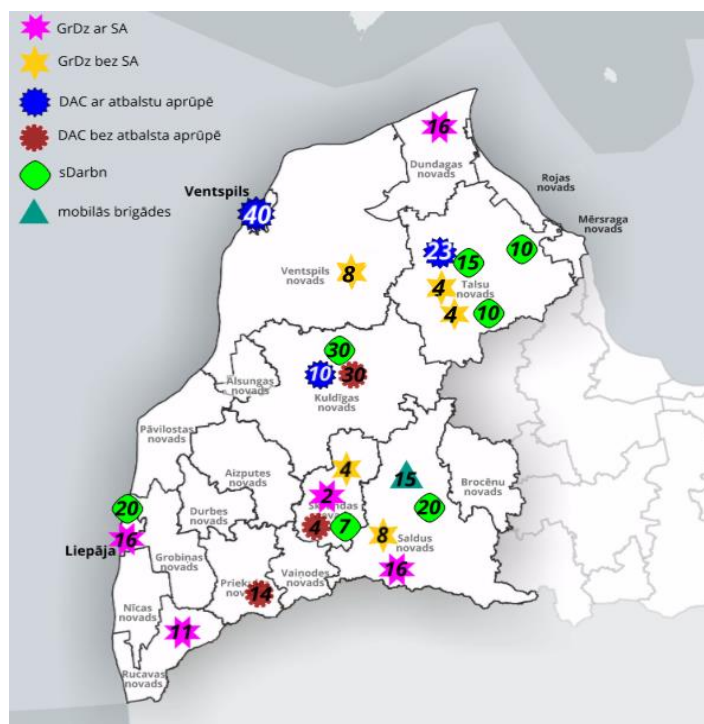 GrDz ar SA
GrDz bez SA
DAC ar atbalstu aprūpē
DAC bez atbalsta aprūpē
sDarbn
mobilās brigādes
16
Dundagas
novads
Rojas
novads
Mērsraga
novads
Ventspils
40
23
15
10
Ventspils
novads
8
4
Talsu
novads
4
10
30
10
30
Kuldīgas
novads
Alsungas
novads
Pāvilostas
novads
Aizputes
novads
4
2
15
Brocēnu
novads
20
Durbes
novads
4
7
20
Liepāja
16
8
Saldus
novads
Grobiņas
novads
Vaiņodes
novads
16
14
Nīcas
novads
11
Rucavas
novads